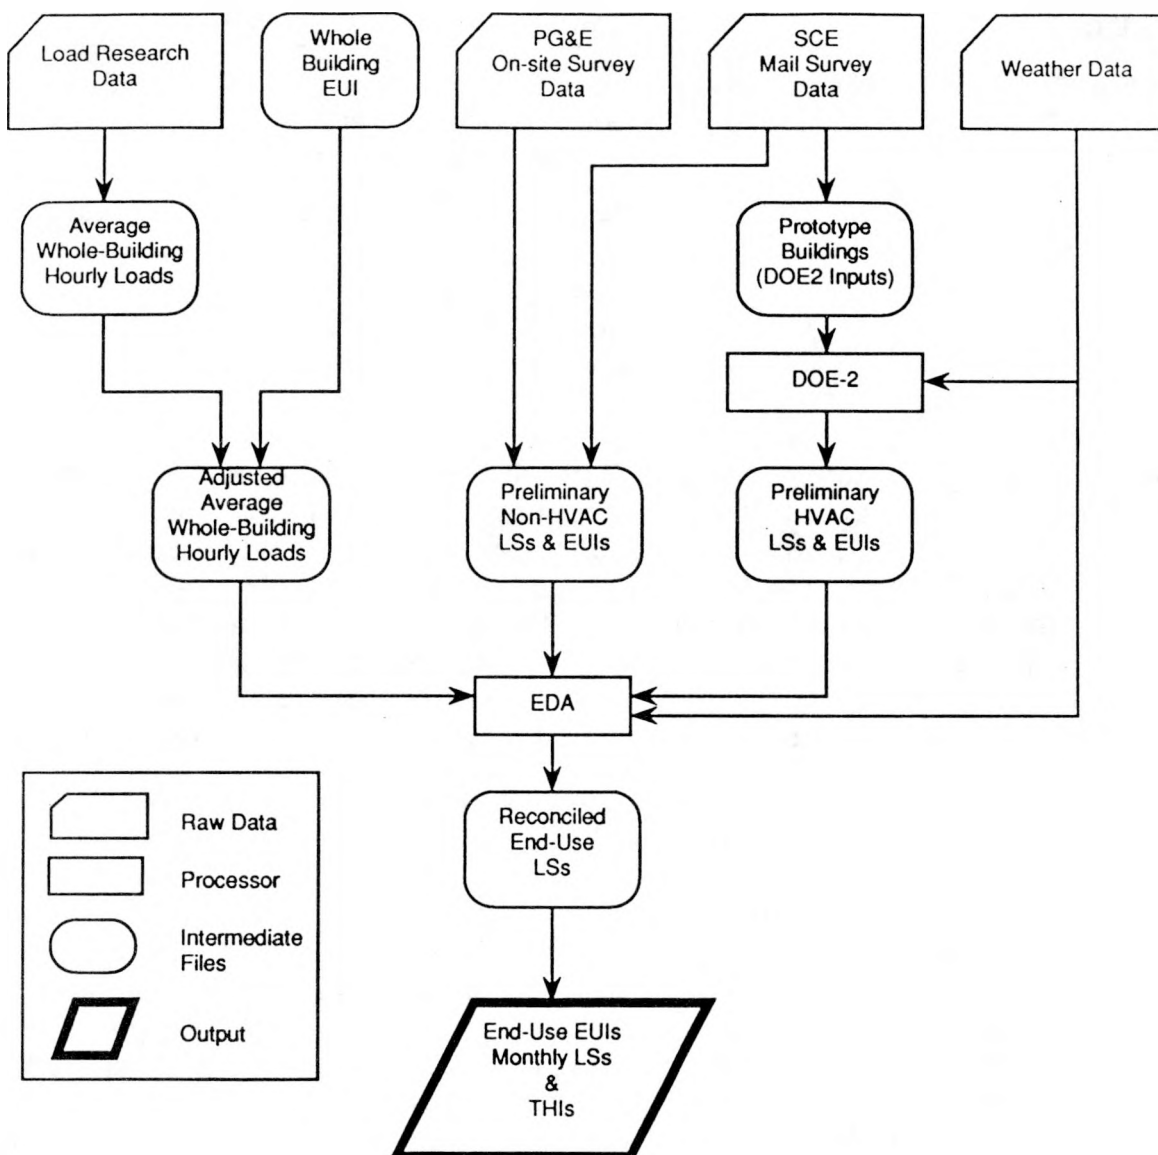 Load Research
Data
Whole
Building
EUI
PG&E
On-site Survey
Data
SCE
Mail Survey
Data
Weather Data
Average
Whole-Building
Hourly Loads
Prototype
Buildings
(DOE2 Inputs)
DOE-2
Adjusted
Average
Whole-Building
Hourly Loads
Preliminary
Non-HVAC
LSs & EUIs
Preliminary
HVAC
LSs & EUIs
EDA
Reconciled
End-Use
LSs
End-Use EUIs
Monthly LSs
&
THIs
Raw Data
Processor
Intermediate
Files
Output